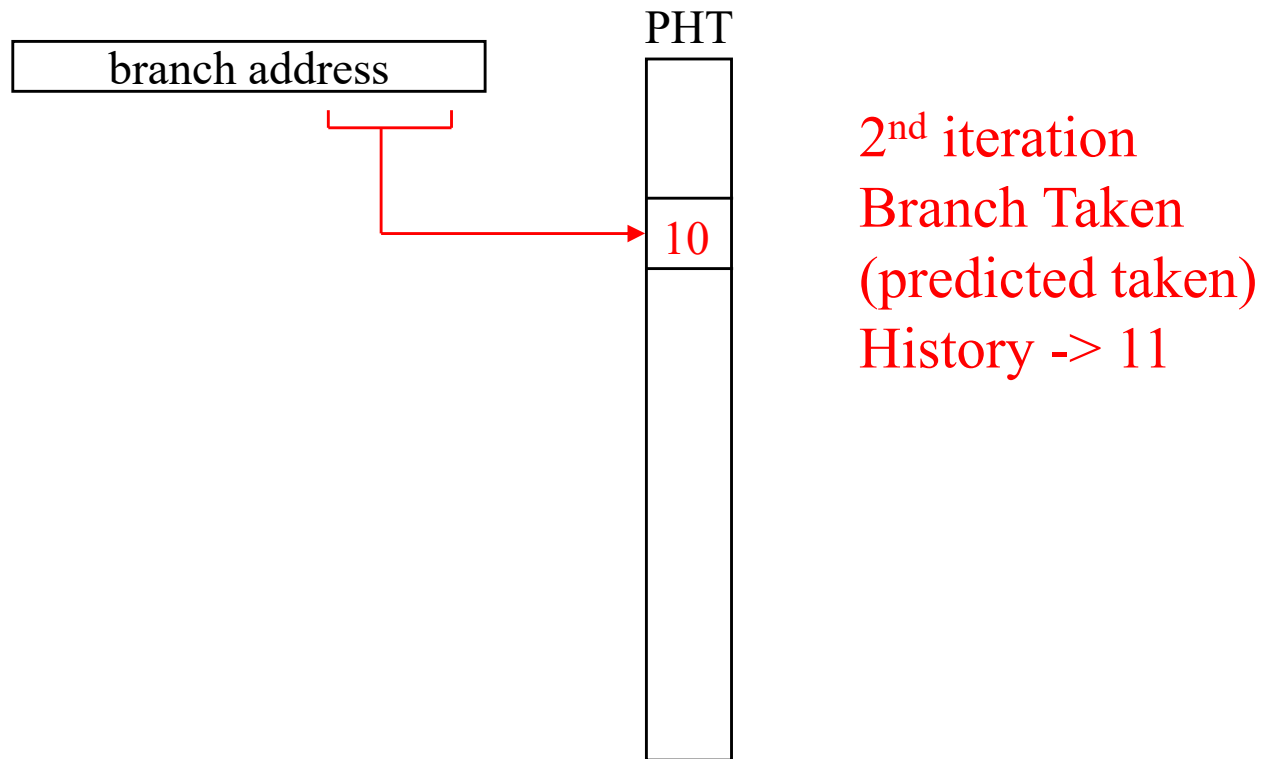 PHT
branch address
10
2nd iteration
Branch Taken
(predicted taken)
History -> 11